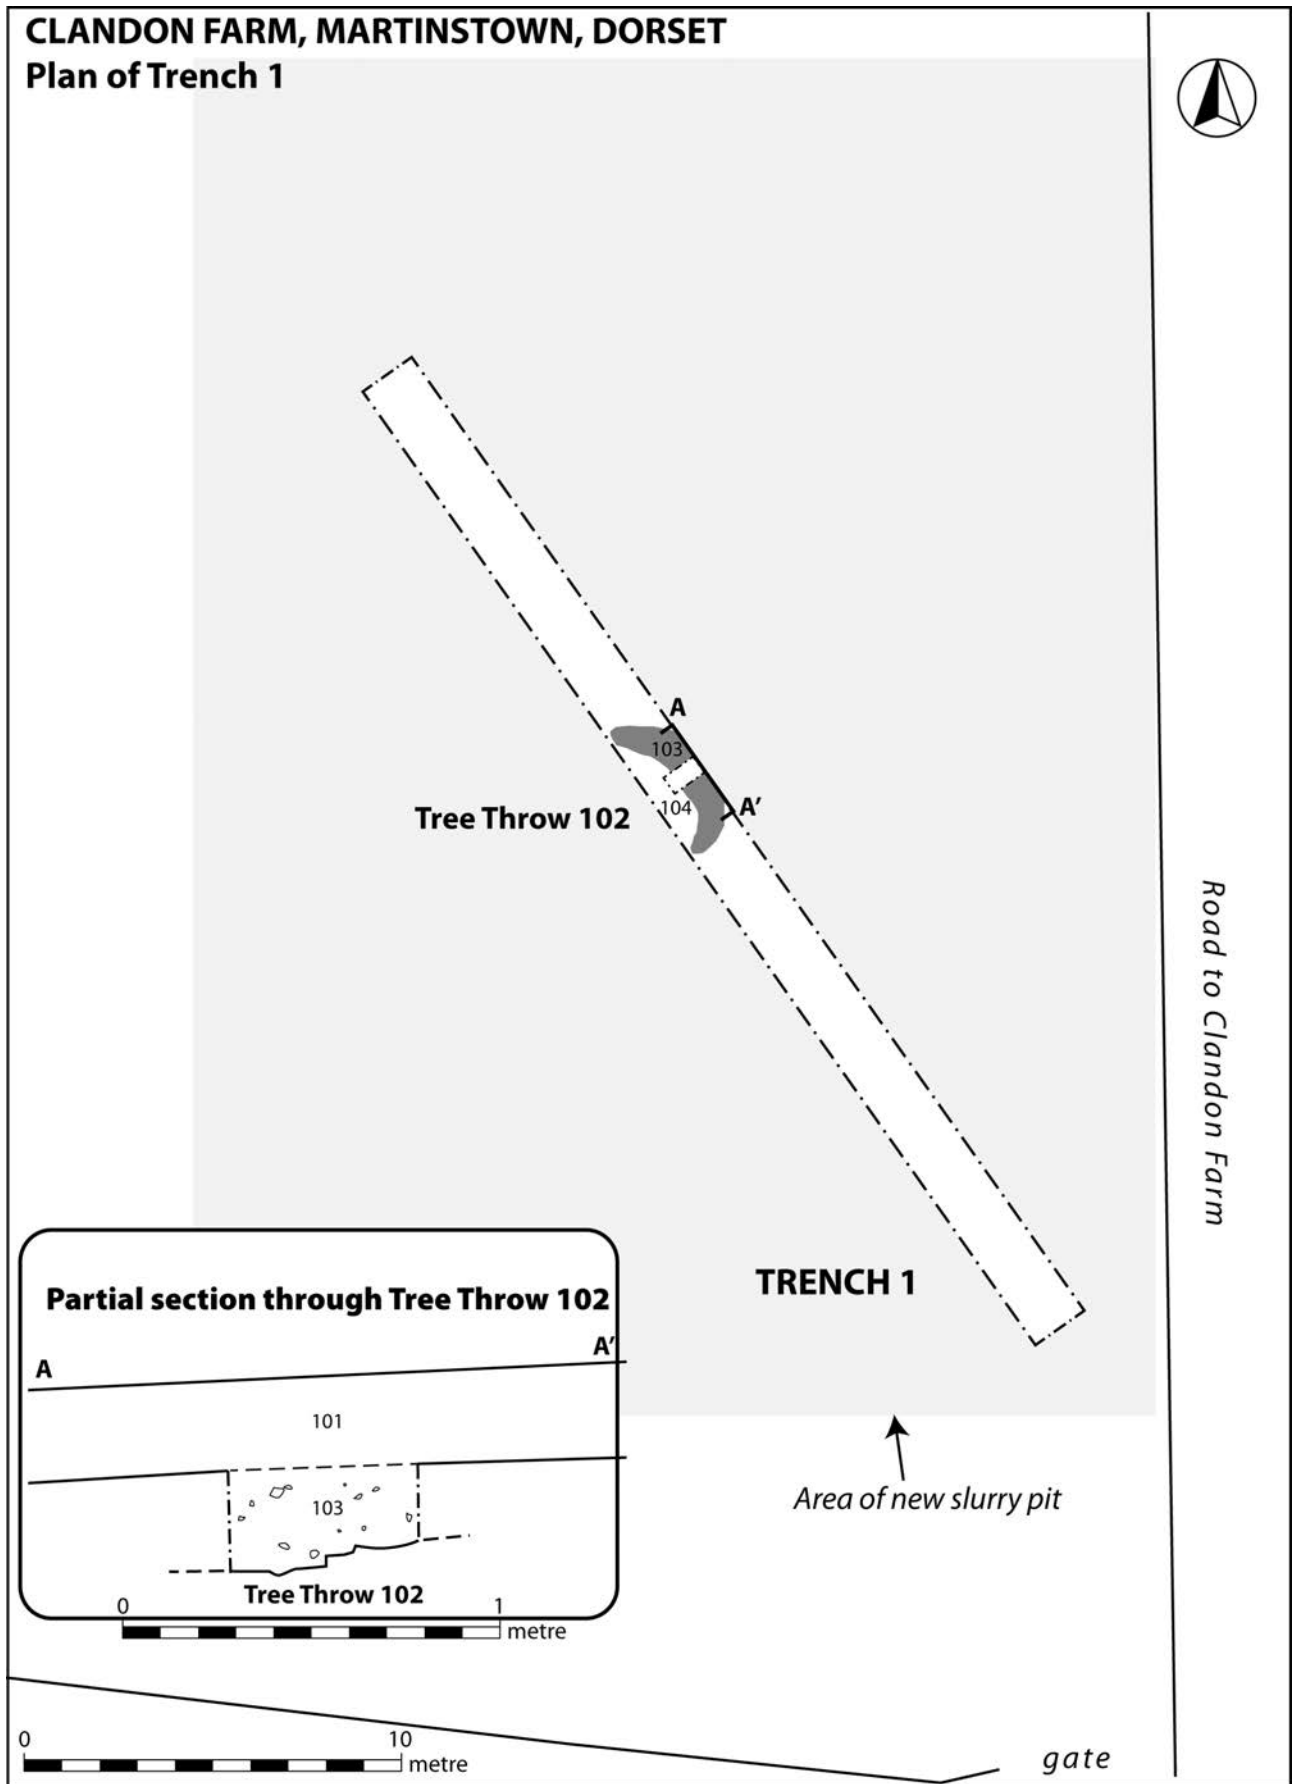 CLANDON FARM, MARTINSTOWN, DORSET
Plan of Trench 1
A
103
104
A'
Tree Throw 102
Road to Clandon Farm
TRENCH 1
Area of new slurry pit
Partial section through Tree Throw 102
A
A'
101
103
Tree Throw 102
0 1
metre
0 10
metre
gate